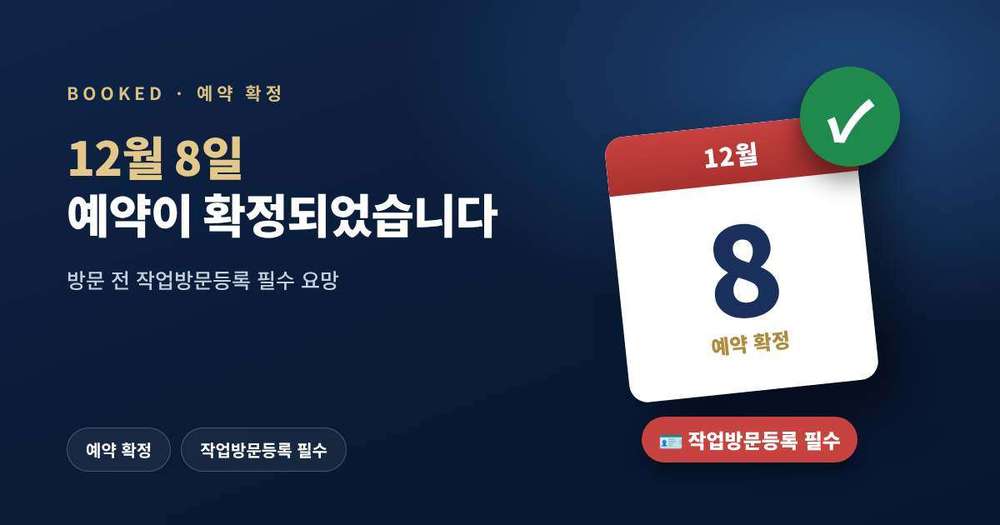 BOOKED · 예약 확정
12월 8일
예약이 확정되었습니다
방문 전 작업방문등록 필수 요망
예약 확정
작업방문등록 필수
12월
8
예약 확정
작업방문등록 필수